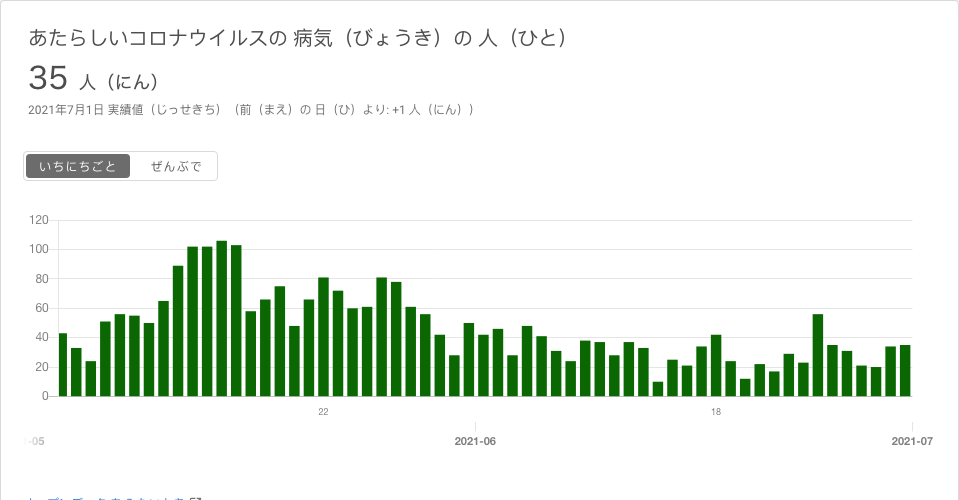 あたらしいコロナウイルスの 病気（びょうき）の 人（ひと）
35 人（にん）
2021年7月1日 実績値（じっせきち）（前（まえ）の 日（ひ）より: +1 人（にん））
いちにちごと ぜんぶで
120
100
80
60
40
20
0
22 18
-05 2021-06 2021-07